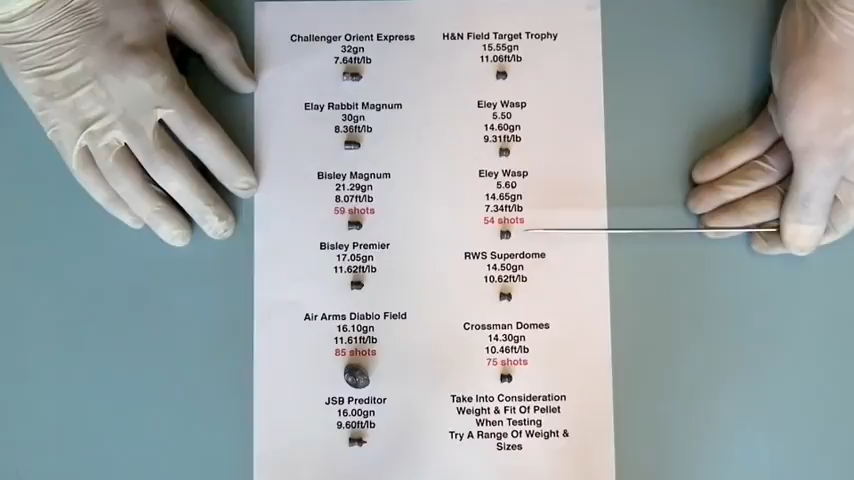 Challenger Orient Express
32gn
7.64ft/lb
Elay Rabbit Magnum
30gn
8.36ft/lb
Bisley Magnum
21.29gn
8.07ft/lb
59 shots
Bisley Premier
17.05gn
11.62ft/lb
Air Arms Diablo Field
16.10gn
11.61ft/lb
85 shots
JSB Preditor
16.00gn
9.60ft/lb
H&N Field Target Trophy
15.55gn
11.06ft/lb
Eley Wasp
5.50
14.60gn
9.31ft/lb
Eley Wasp
5.60
14.65gn
7.34ft/lb
54 shots
RWS Superdome
14.50gn
10.62ft/lb
Crossman Domes
14.30gn
10.46ft/lb
75 shots
Take Into Consideration
Weight & Fit Of Pellet
When Testing
Try A Range Of Weight &
Sizes